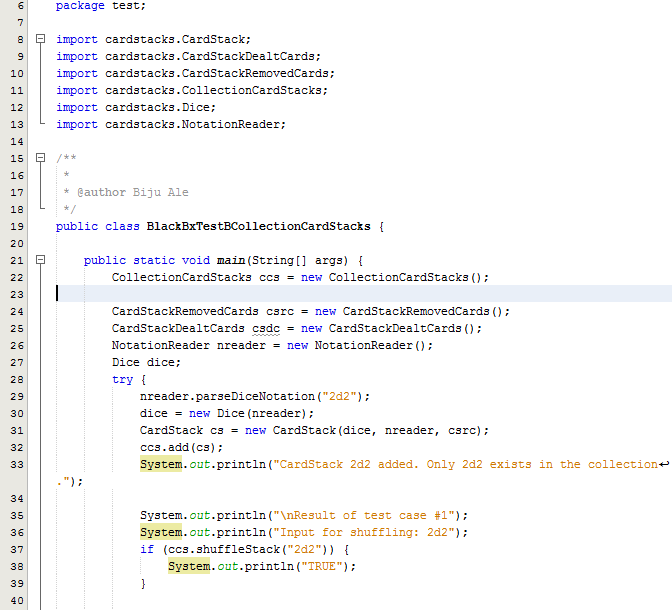 6 package test;
7
8 import cardstacks.CardStack;
9 import cardstacks.CardStackDealtCards;
10 import cardstacks.CardStackRemovedCards;
11 import cardstacks.CollectionCardStacks;
12 import cardstacks.Dice;
13 import cardstacks.NotationReader;
14
15 /**
16 *
17 * @author Biju Ale
18 */
19 public class BlackBxTestBCollectionCardStacks {
20
21 public static void main(String[] args) {
22 CollectionCardStacks ccs = new CollectionCardStacks();
23
24 CardStackRemovedCards csrc = new CardStackRemovedCards();
25 CardStackDealtCards csdc = new CardStackDealtCards();
26 NotationReader nreader = new NotationReader();
27 Dice dice;
28 try {
29 nreader.parseDiceNotation("2d2");
30 dice = new Dice(nreader);
31 CardStack cs = new CardStack(dice, nreader, csrc);
32 ccs.add(cs);
33 System.out.println("CardStack 2d2 added. Only 2d2 exists in the collection↩
.");
34
35 System.out.println("\nResult of test case #1");
36 System.out.println("Input for shuffling: 2d2");
37 if (ccs.shuffleStack("2d2")) {
38 System.out.println("TRUE");
39 }
40